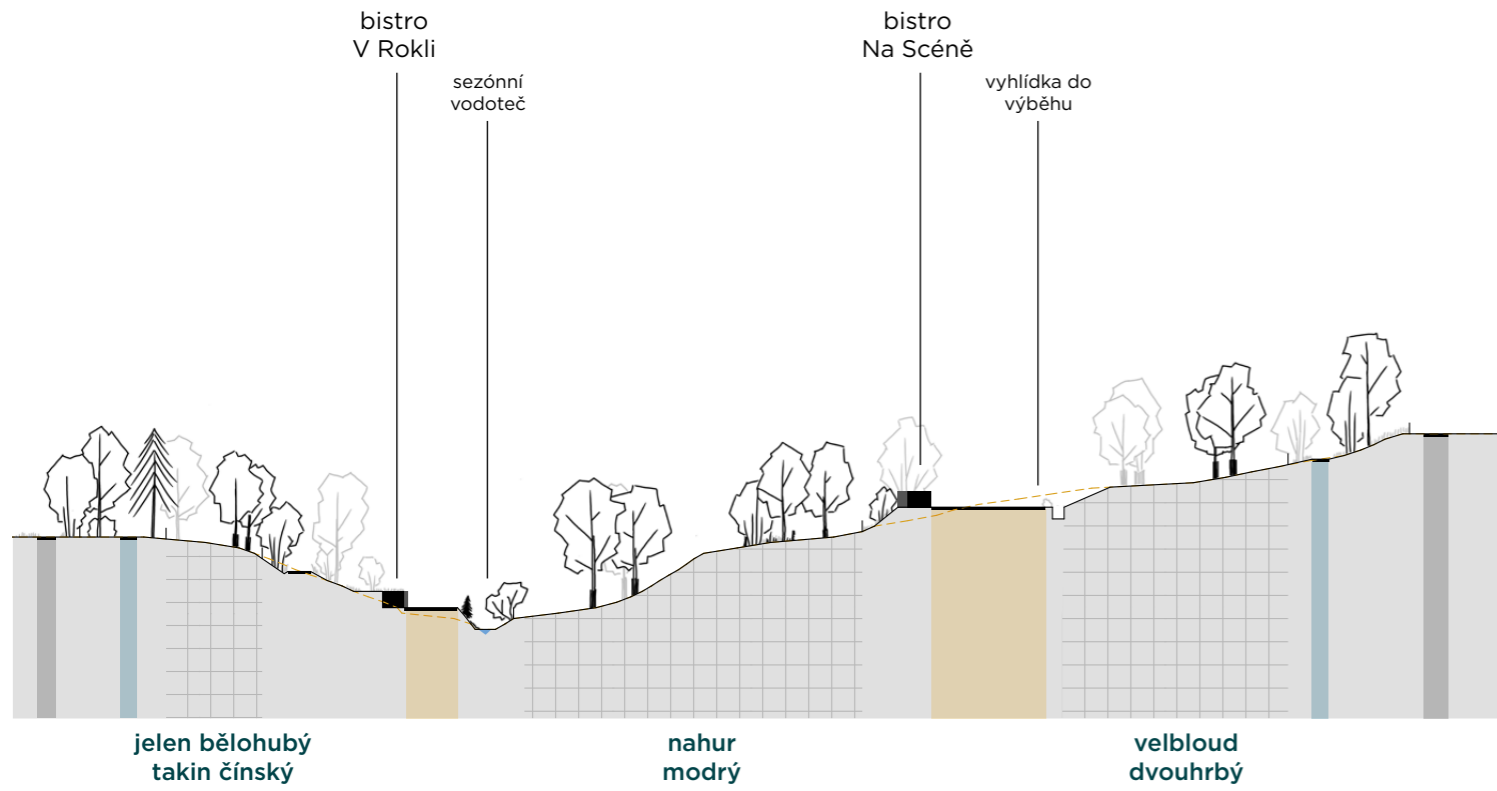 bistro
V Rokli
sezónní
vodoteč
bistro
Na Scéně
vyhlídka do
výběhu
jelen bělohubý
takin čínský
nahur
modrý
velbloud
dvouhrbý